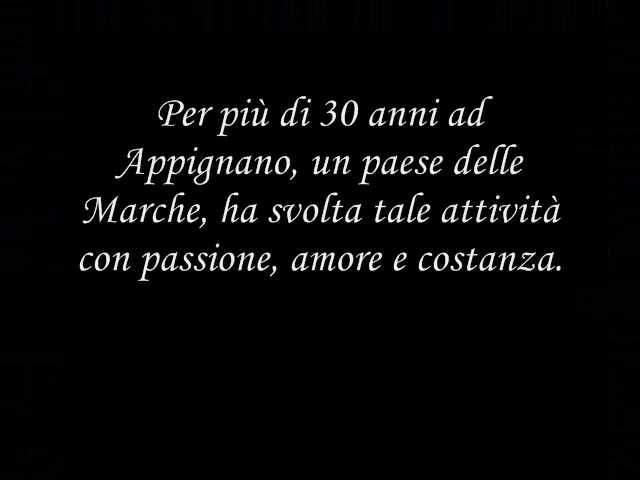 Per più di 30 anni ad
Appignano, un paese delle
Marche, ha svolta tale attività
con passione, amore e costanza.